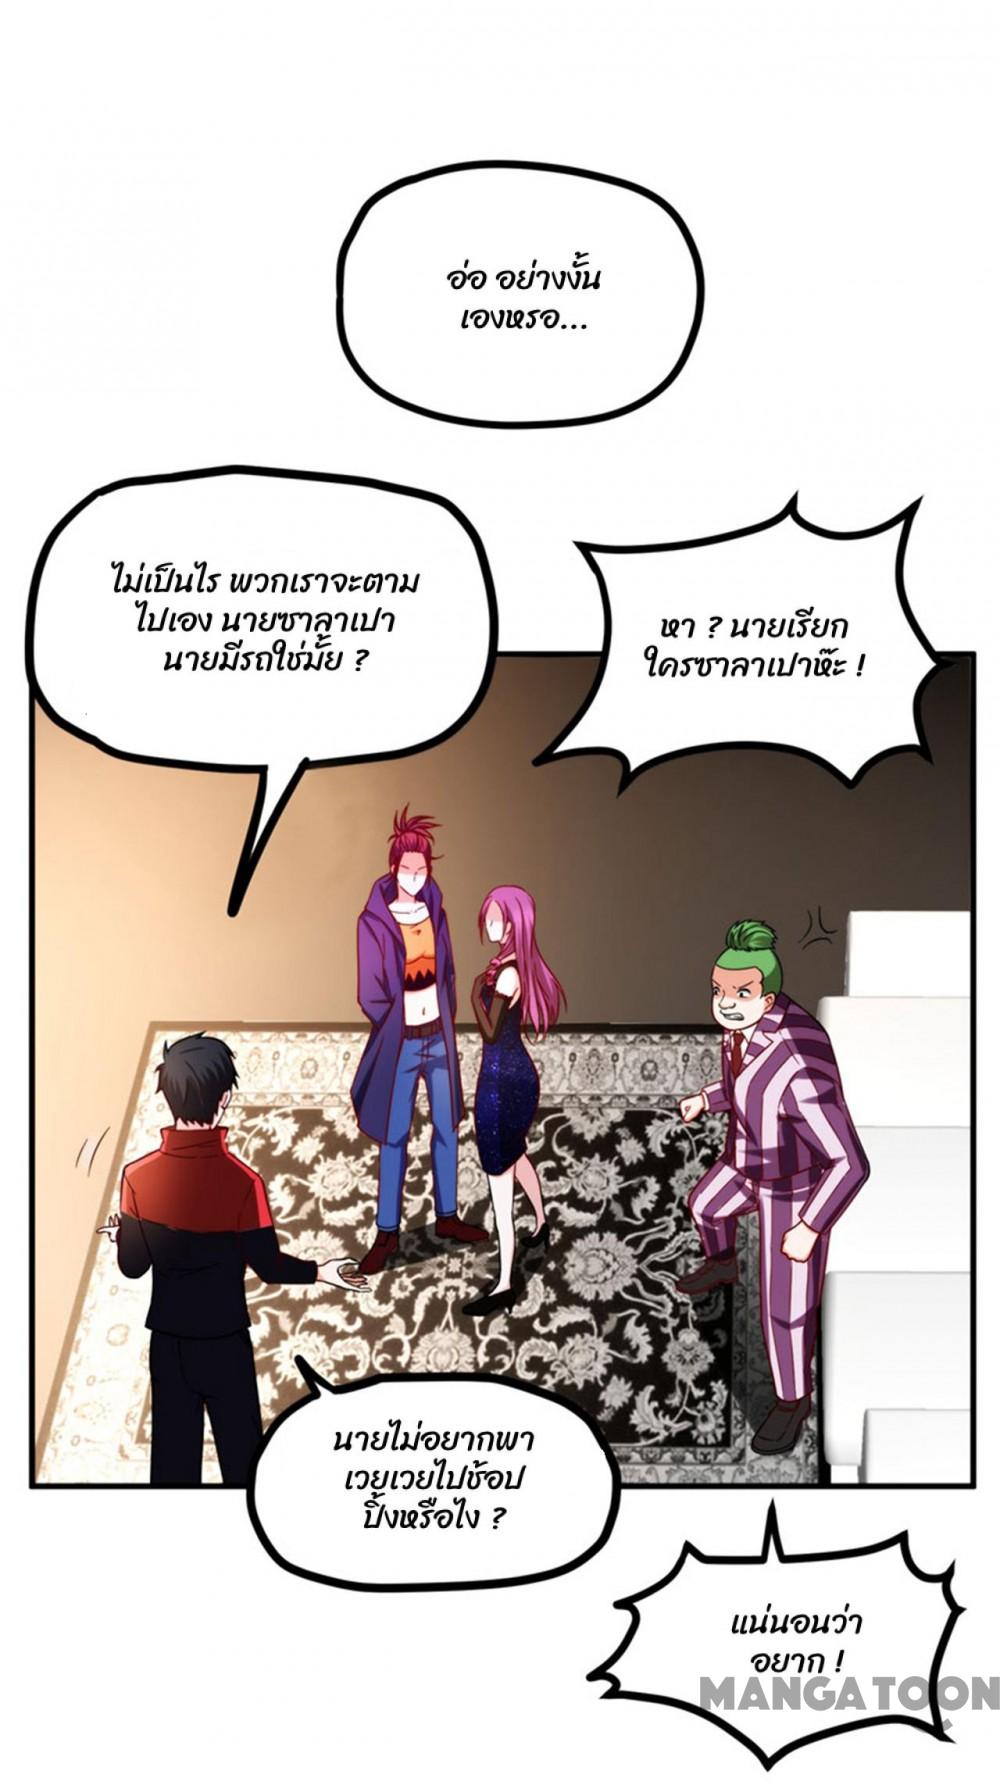 อ่อ อย่างงั้น
เองหรอ...
ไม่เป็นไร พวกเราจะตาม
ไปเอง นายซาลาเปา
นายมีรถใช่มั้ย ?
หา ? นายเรียก
ใครซาลาเปาห๊ะ !
นายไม่อยากพา
เวยเวยไปช้อป
ปิ้งหรือไง ?
แน่นอนว่า
อยาก !
MANGATOON